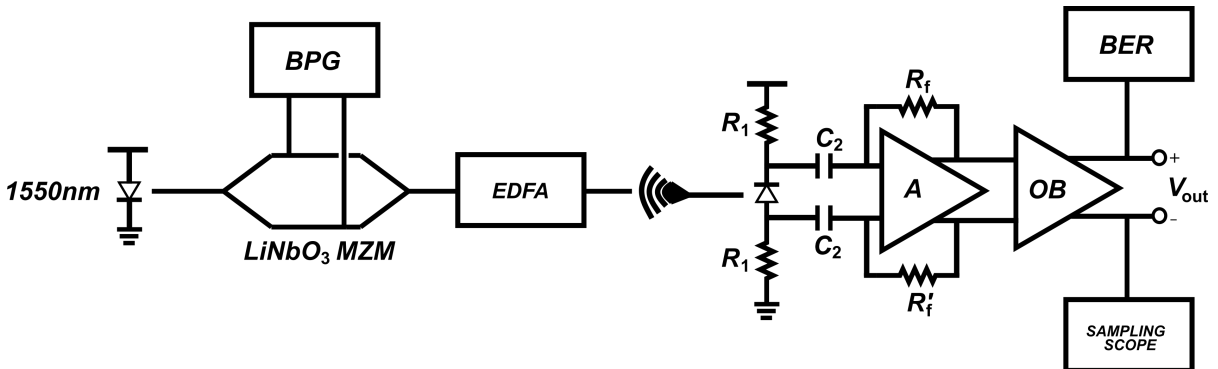 BPG
1550nm
LiNbO3 MZM
EDFA
R1
R1
C2
C2
Rf
A
R'f
OB
BER
+
Vout
-
SAMPLING
SCOPE